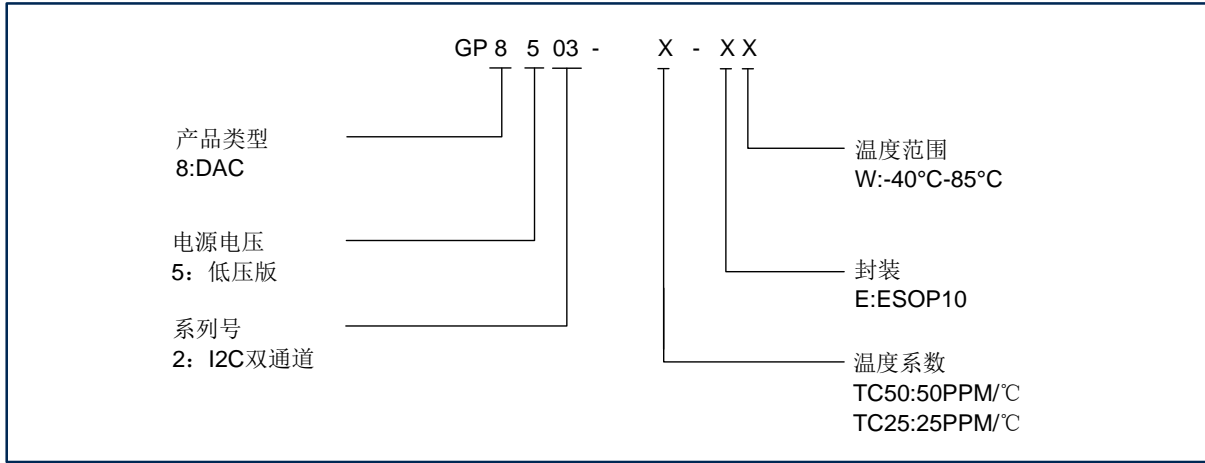 GP 8 5 03 - X - X X
产品类型
8:DAC
电源电压
5：低压版
系列号
2：I2C双通道
温度范围
W:-40°C-85°C
封装
E:ESOP10
温度系数
TC50:50PPM/℃
TC25:25PPM/℃